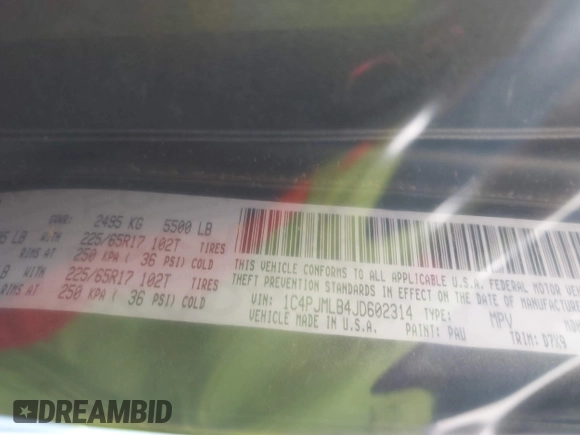 GVWR: 2495 KG 5500 LB
LB WITH 225/65R17 102T TIRES
RIMS AT 250 KPA ( 36 PSI) COLD
LB WITH 225/65R17 102T TIRES
RIMS AT 250 KPA ( 36 PSI) COLD
THIS VEHICLE CONFORMS TO ALL APPLICABLE U.S.A. FEDERAL MOTOR
THEFT PREVENTION STANDARDS IN EFFECT ON THE DATE OF MANUFACTURE
VIN: 1C4PJMLB4JD602314 TYPE: MPV
VEHICLE MADE IN U.S.A. PAINT: PAU TRIM: D7X9
DREAMBID